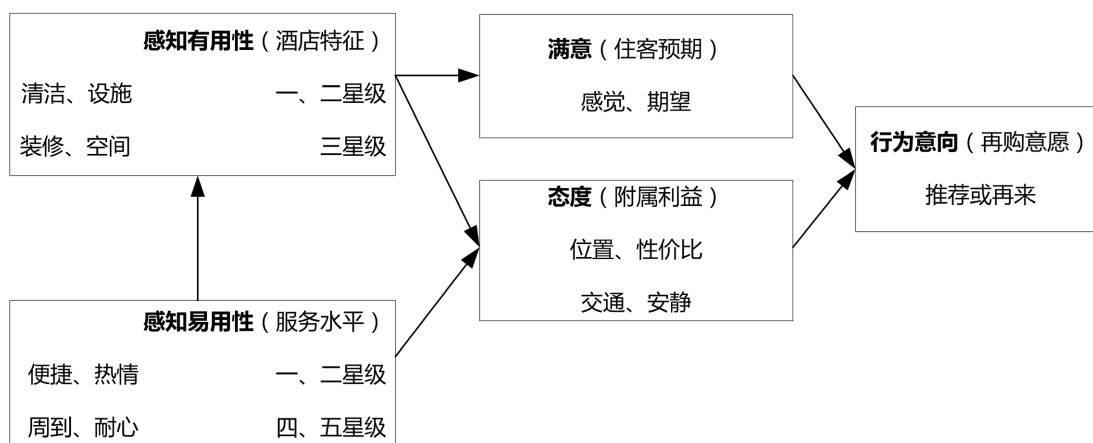 感知有用性（酒店特征）
清洁、设施 一、二星级
装修、空间 三星级
满意（住客预期）
感觉、期望
行为意向（再购意愿）
推荐或再来
态度（附属利益）
位置、性价比
交通、安静
感知易用性（服务水平）
便捷、热情 一、二星级
周到、耐心 四、五星级